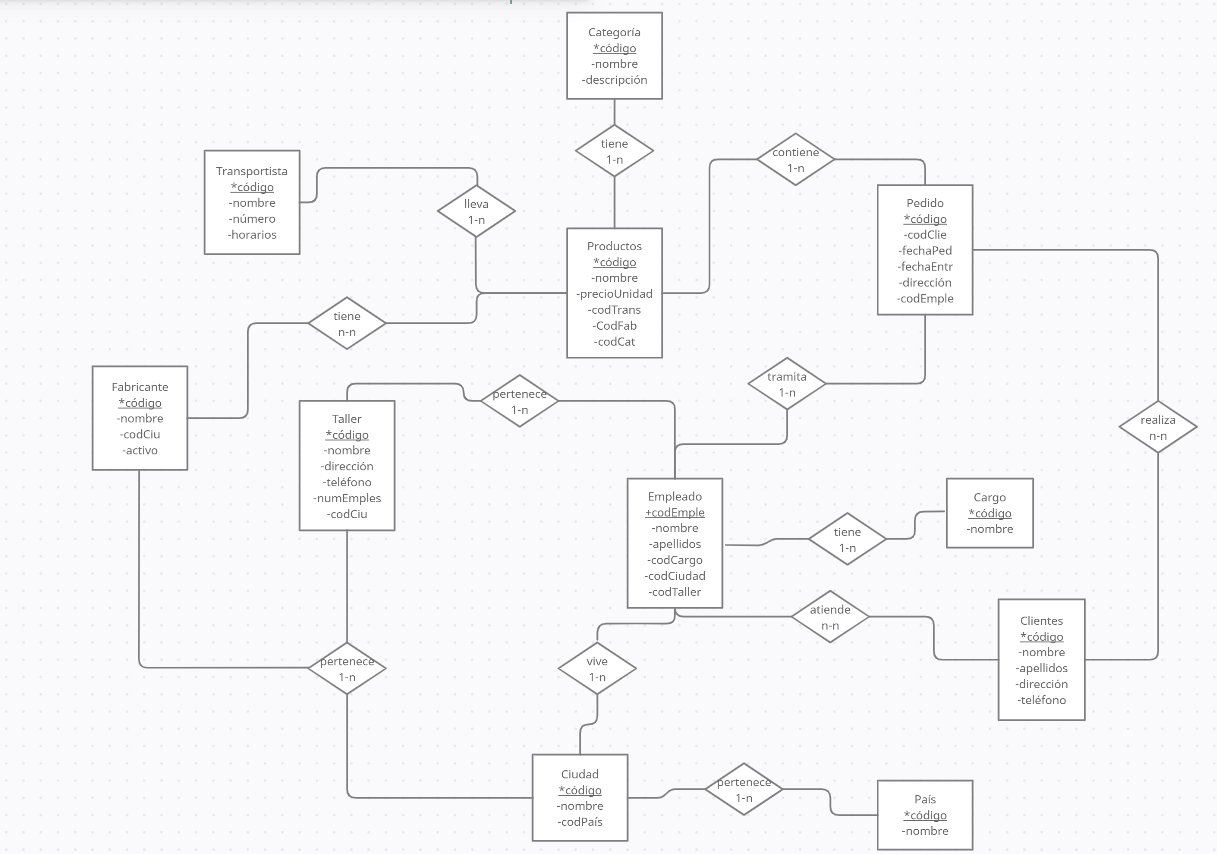 Categoría
*código
-nombre
-descripción
tiene
1-n
contiene
1-n
Transportista
*código
-nombre
-número
-horarios
lleva
1-n
Pedido
*código
-codClie
-fechaPed
-fechaEntr
-dirección
-codEmple
Productos
*código
-nombre
-precioUnidad
-codTrans
-CodFab
-codCat
tiene
n-n
Fabricante
*código
-nombre
-codCiu
-activo
Taller
*código
-nombre
-dirección
-teléfono
-numEmples
-codCiu
pertenece
1-n
tramita
1-n
realiza
n-n
Empleado
+codEmple
-nombre
-apellidos
-codCargo
-codCiudad
-codTaller
tiene
1-n
Cargo
*código
-nombre
atiende
n-n
Clientes
*código
-nombre
-apellidos
-dirección
-teléfono
pertenece
1-n
vive
1-n
Ciudad
*código
-nombre
-codPaís
pertenece
1-n
País
*código
-nombre